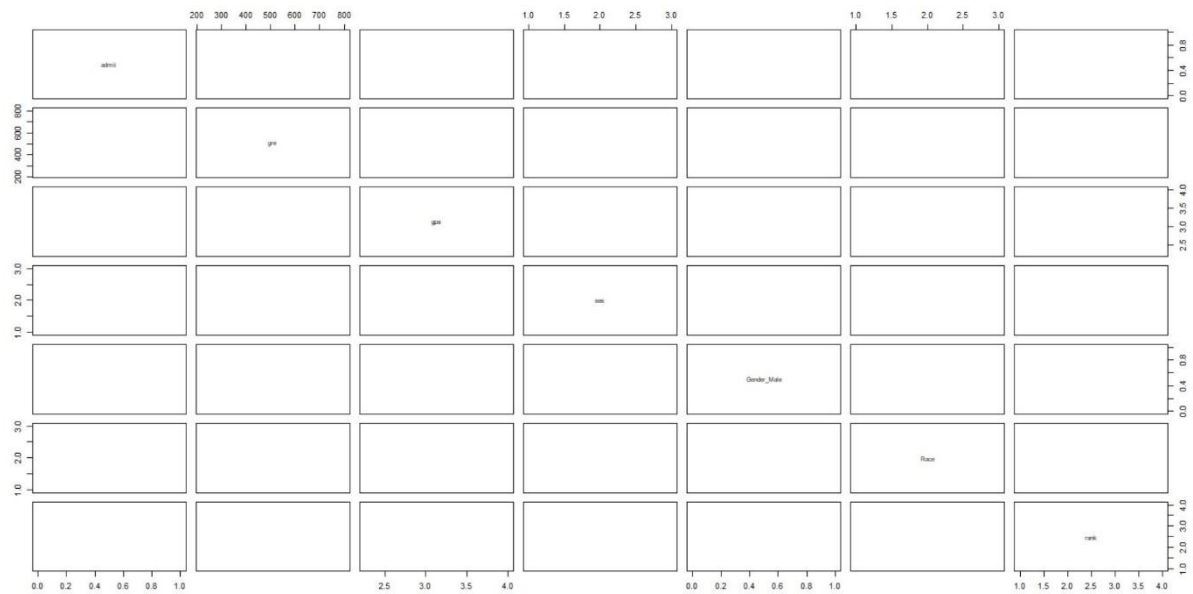 200 300 400 500 600 700 800 1.0 1.5 2.0 2.5 3.0 1.0 1.5 2.0 2.5 3.0
admit 0.0 0.4 0.8
200 400 600 800 gre
gpa 2.5 3.0 3.5 4.0
1.0 2.0 3.0 ses
Gender_Male 0.0 0.4 0.8
1.0 2.0 3.0 Race
rank 1.0 2.0 3.0 4.0
0.0 0.2 0.4 0.6 0.8 1.0 2.5 3.0 3.5 4.0 0.0 0.2 0.4 0.6 0.8 1.0 1.0 1.5 2.0 2.5 3.0 3.5 4.0